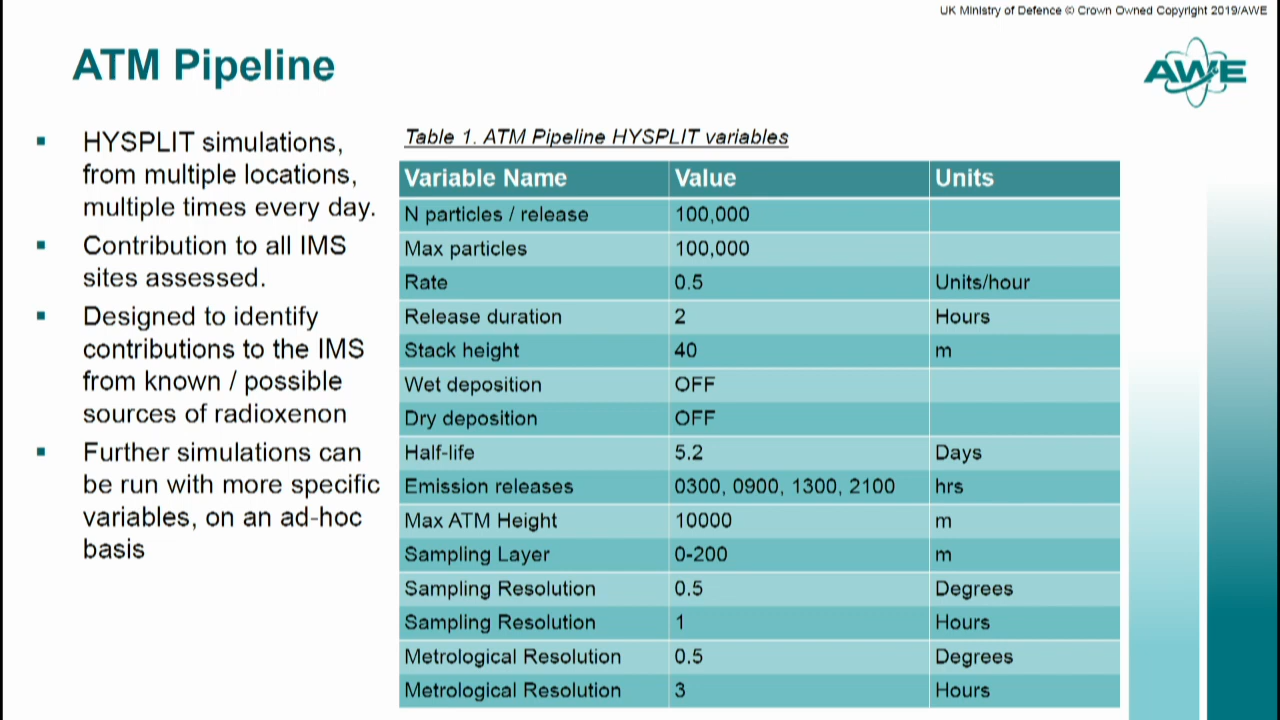 UK Ministry of Defence © Crown Owned Copyright 2019/AWE
ATM Pipeline
AWE
HYSPLIT simulations,
from multiple locations,
multiple times every day.
Contribution to all IMS
sites assessed.
Designed to identify
contributions to the IMS
from known / possible
sources of radioxenon
Further simulations can
be run with more specific
variables, on an ad-hoc
basis
Table 1. ATM Pipeline HYSPLIT variables
Variable Name Value Units
N particles / release 100,000
Max particles 100,000
Rate 0.5 Units/hour
Release duration 2 Hours
Stack height 40 m
Wet deposition OFF
Dry deposition OFF
Half-life 5.2 Days
Emission releases 0300, 0900, 1300, 2100 hrs
Max ATM Height 10000 m
Sampling Layer 0-200 m
Sampling Resolution 0.5 Degrees
Sampling Resolution 1 Hours
Metrological Resolution 0.5 Degrees
Metrological Resolution 3 Hours